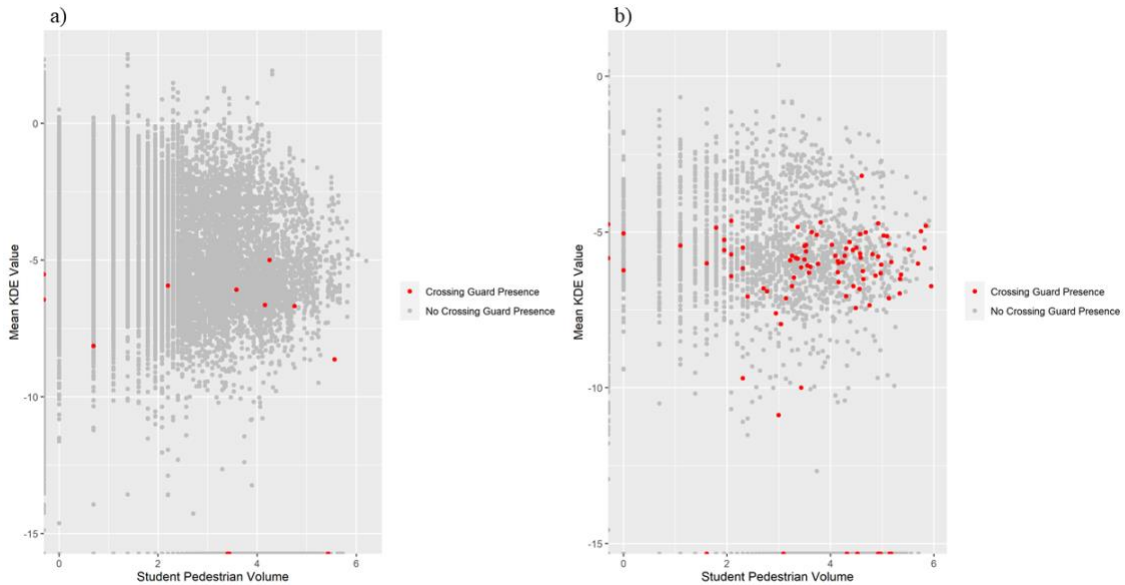 a)
0
-5
-10
-15
Mean KDE Value
0
2
4
6
Student Pedestrian Volume
Crossing Guard Presence
No Crossing Guard Presence
b)
0
-5
-10
-15
Mean KDE Value
0
2
4
6
Student Pedestrian Volume
Crossing Guard Presence
No Crossing Guard Presence